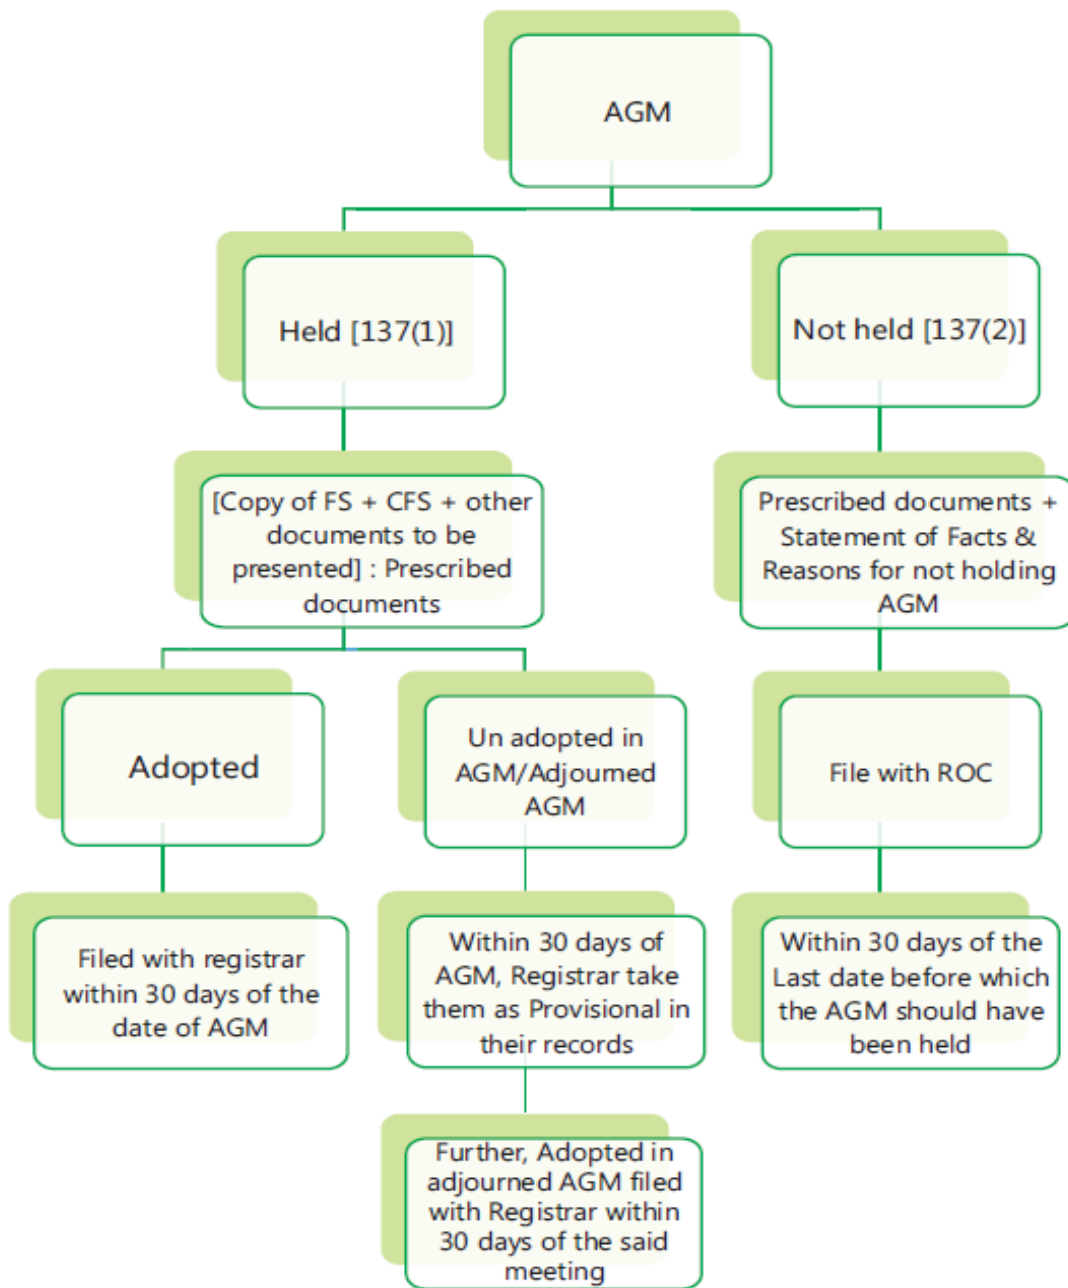 AGM
Held [137(1)]
Not held [137(2)]
[Copy of FS + CFS + other
documents to be
presented] : Prescribed
documents
Prescribed documents +
Statement of Facts &
Reasons for not holding
AGM
Adopted
Un adopted in
AGM/Adjourned
AGM
File with ROC
Filed with registrar
within 30 days of the
date of AGM
Within 30 days of
AGM, Registrar take
them as Provisional in
their records
Within 30 days of the
Last date before which
the AGM should have
been held
Further, Adopted in
adjourned AGM filed
with Registrar within
30 days of the said
meeting